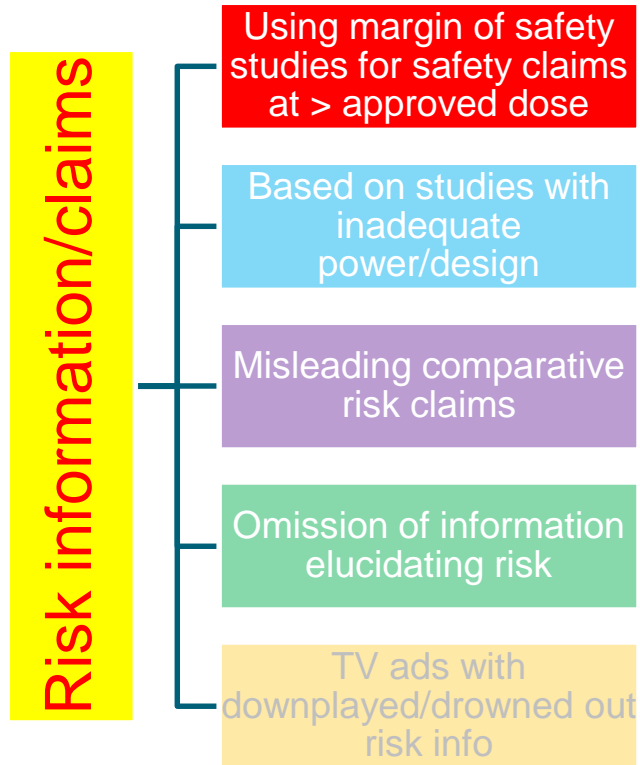 Risk information/claims
Using margin of safety
studies for safety claims
at > approved dose
Based on studies with
inadequate
power/design
Misleading comparative
risk claims
Omission of information
elucidating risk
TV ads with
downplayed/drowned out
risk info